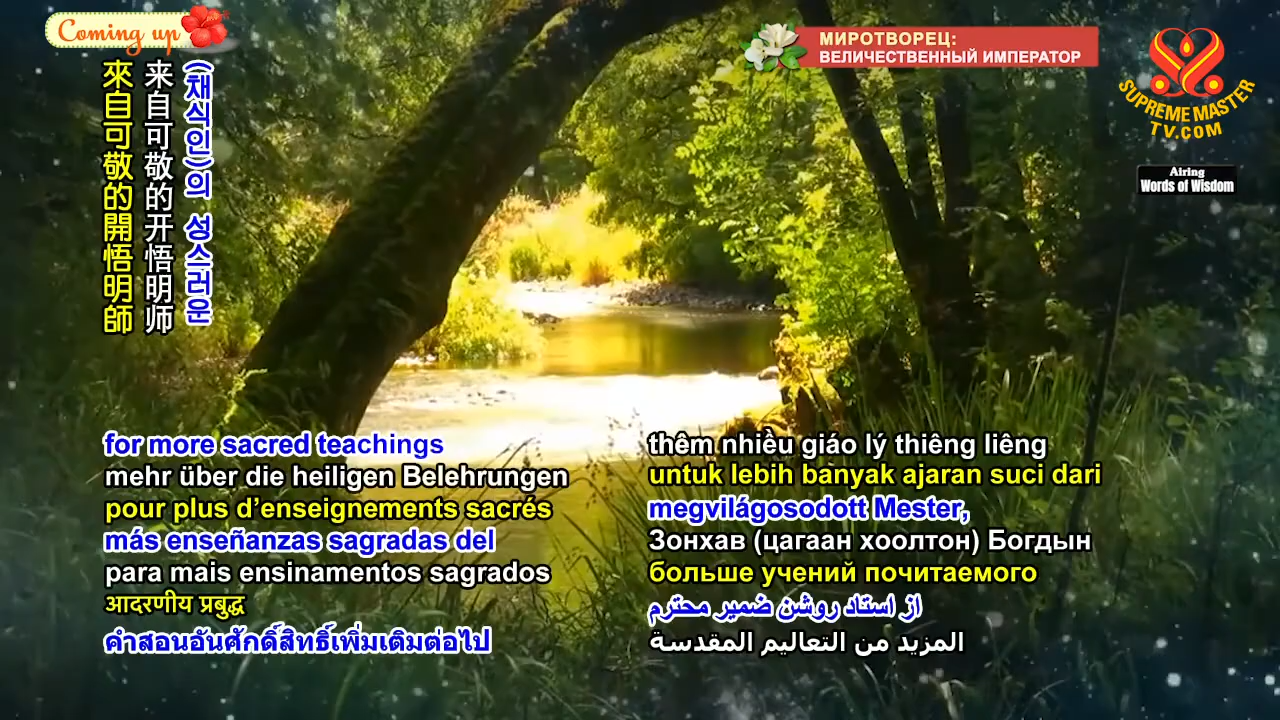 Coming up
МИРОТВОРЕЦ:
ВЕЛИЧЕСТВЕННЫЙ ИМПЕРАТОР
SUPREME MASTER
TV.COM
Airing
Words of Wisdom
(채식인)의 성스러운
来自可敬的开悟明师
來自可敬的開悟明師
for more sacred teachings
mehr über die heiligen Belehrungen
pour plus d’enseignements sacrés
más enseñanzas sagradas del
para mais ensinamentos sagrados
आदरणीय प्रबुद्ध
คำสอนอันศักดิ์สิทธิ์เพิ่มเติมต่อไป
thêm nhiều giáo lý thiêng liêng
untuk lebih banyak ajaran suci dari
megvilágosodott Mester,
Зонхав (цагаан хоолтон) Богдын
больше учений почитаемого
از استاد روشن ضمیر محترم
المزيد من التعاليم المقدسة